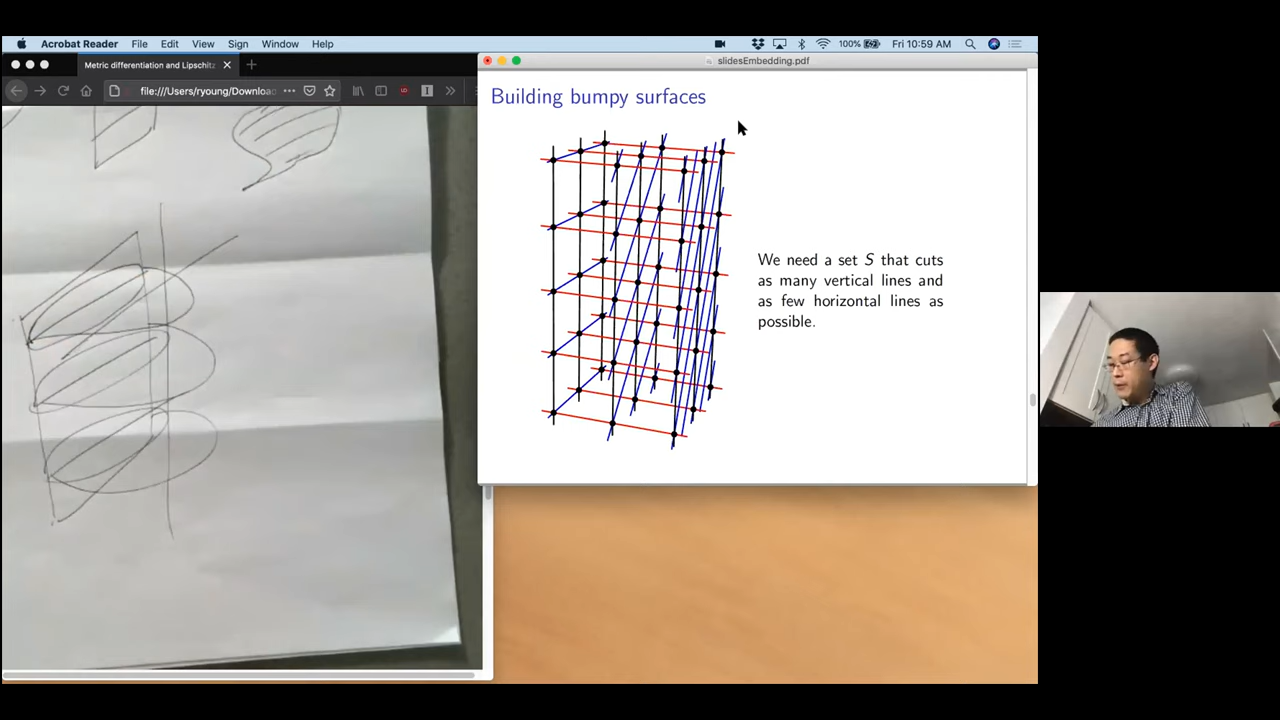 Acrobat Reader File Edit View Sign Window Help
100% Fri 10:59 AM
Metric differentiation and Lipschitz
file:///Users/ryoung/Downloa
slidesEmbedding.pdf
Building bumpy surfaces
We need a set S that cuts
as many vertical lines and
as few horizontal lines as
possible.